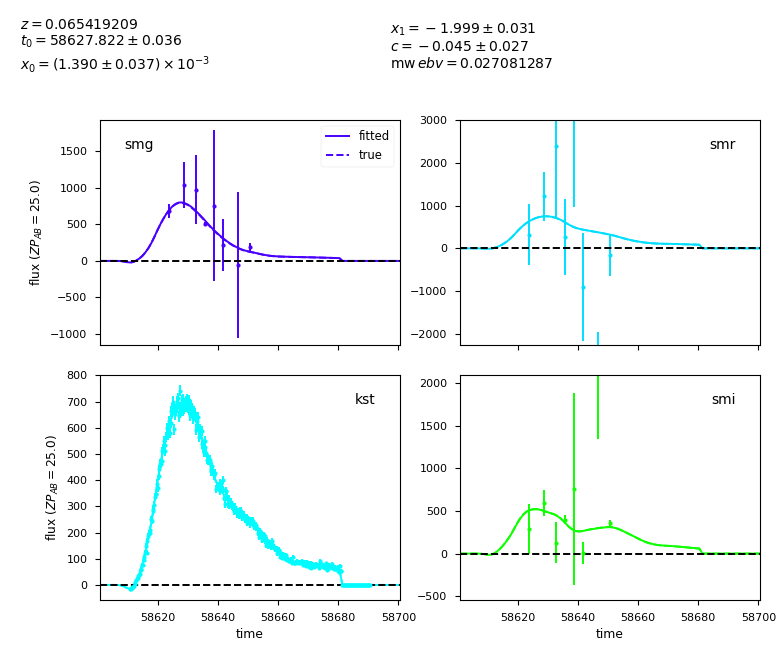 z = 0.065419209
t₀ = 58627.822 ± 0.036
x₀ = (1.390 ± 0.037) × 10⁻³
x₁ = −1.999 ± 0.031
c = −0.045 ± 0.027
mw ebv = 0.027081287
smg
fitted
true
1500
1000
500
0
−500
−1000
flux (ZP_AB = 25.0)
smr
3000
2000
1000
0
−1000
−2000
kst
800
700
600
500
400
300
200
100
0
flux (ZP_AB = 25.0)
58620 58640 58660 58680 58700
time
smi
2000
1500
1000
500
0
−500
58620 58640 58660 58680 58700
time